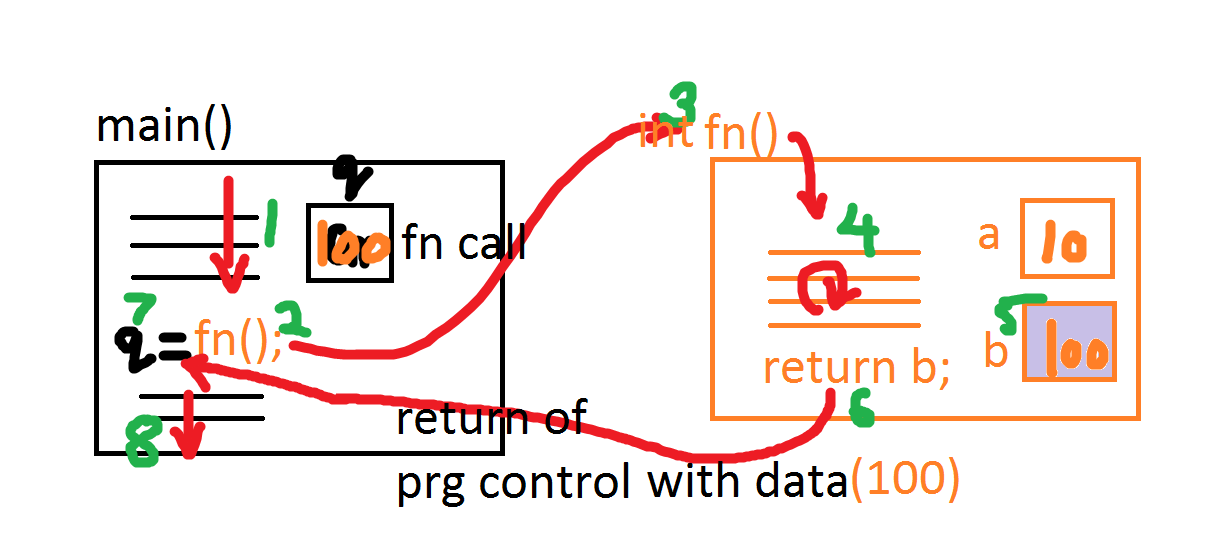 3
main()
int fn()
q
1
100
fn call
4
a
10
7
2
5
q=
fn();
b
100
return b;
6
return of
8
prg control with data(100)